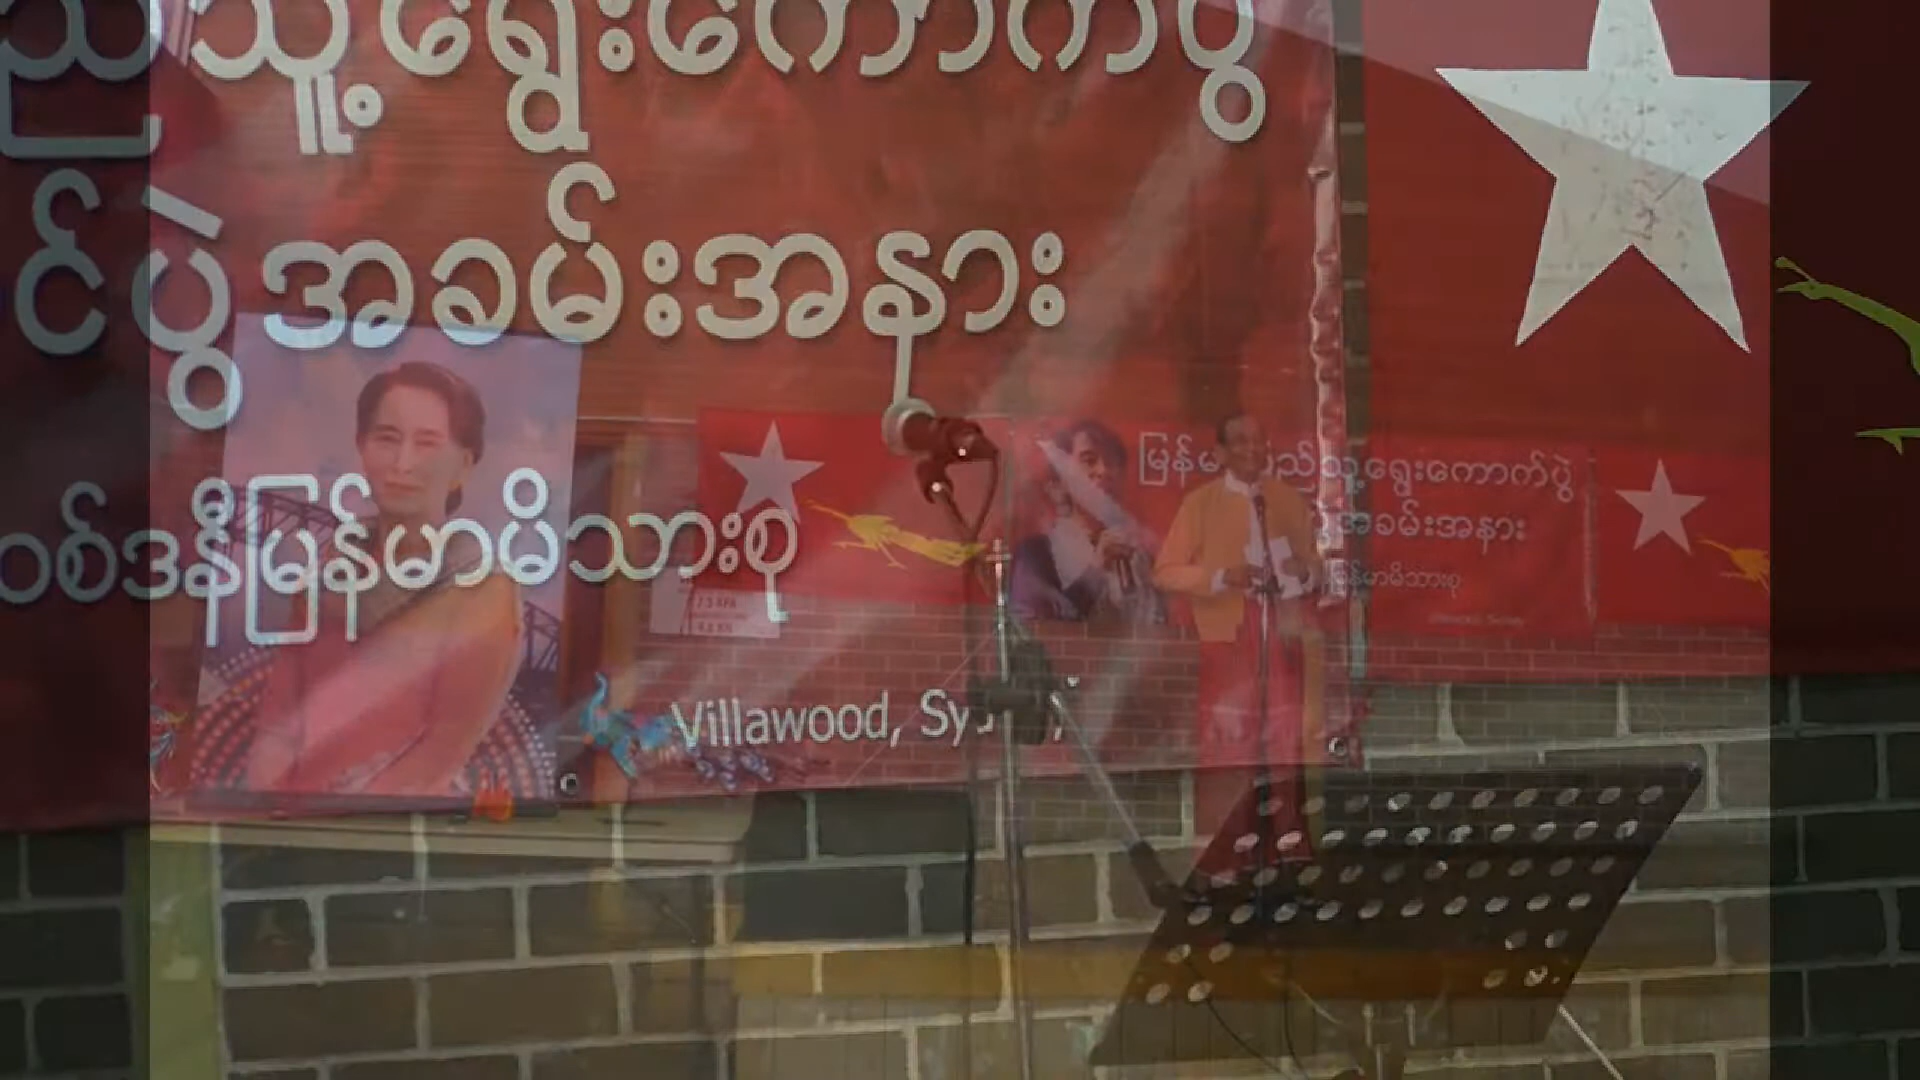 ည်သူ့ရွေးကောက်ပွဲ
င်ပွဲအခမ်းအနား
ဝစ်ဒနီမြန်မာမိသားစု
Villawood,
မြန်မ ည်သူ့ရွေးကောက်ပွဲ
အခမ်းအနား
မြန်မာမိသားစု